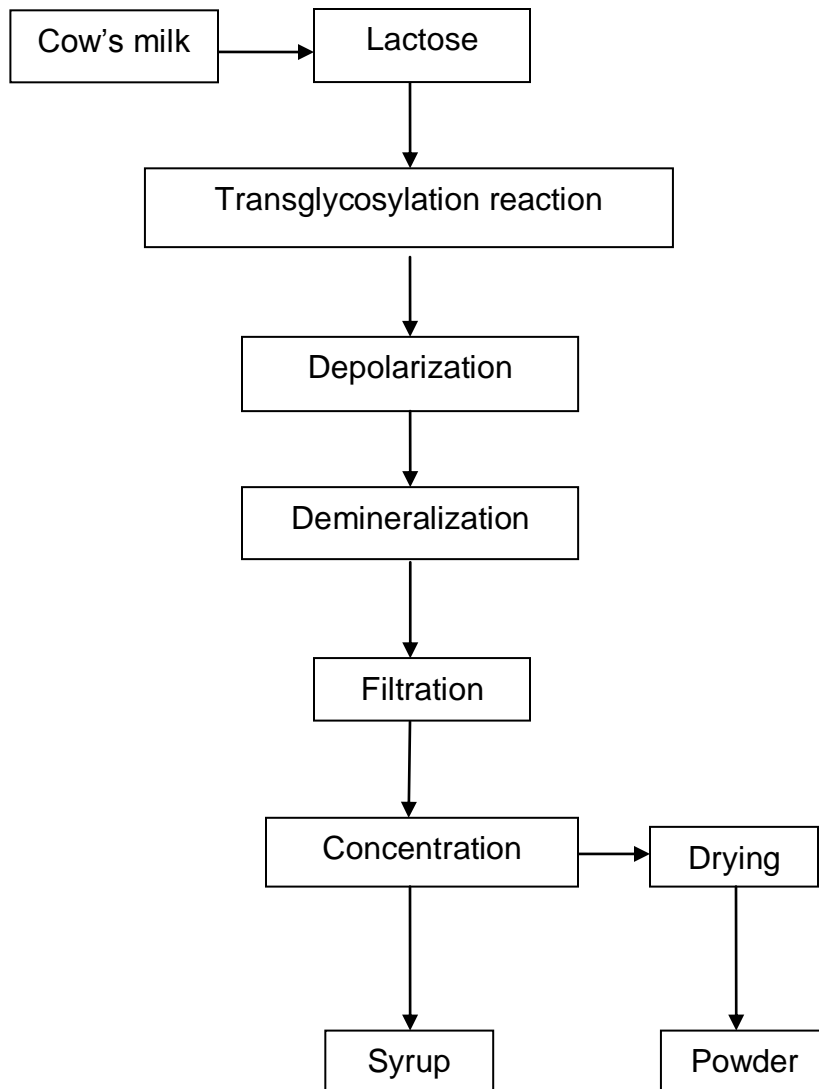 Cow’s milk
Lactose
Transglycosylation reaction
Depolarization
Demineralization
Filtration
Concentration
Drying
Syrup
Powder